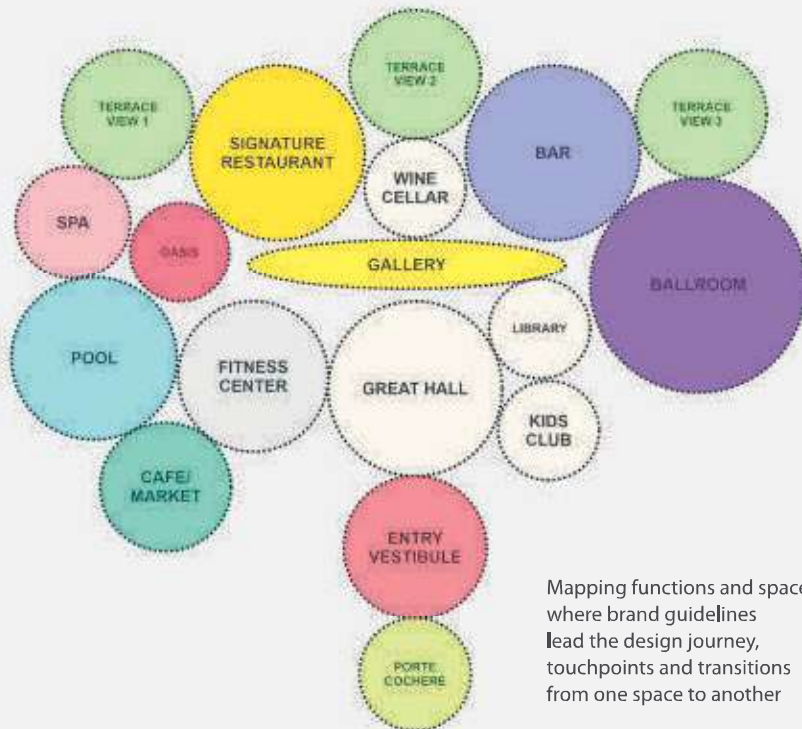 TERRACE
VIEW 1
SIGNATURE
RESTAURANT
TERRACE
VIEW 2
WINE
CELLAR
BAR
TERRACE
VIEW 3
SPA
OASIS
GALLERY
BALLROOM
POOL
FITNESS
CENTER
GREAT HALL
LIBRARY
KIDS
CLUB
CAFE/
MARKET
ENTRY
VESTIBULE
PORTE
COCHERE
Mapping functions and space
where brand guidelines
lead the design journey,
touchpoints and transitions
from one space to another